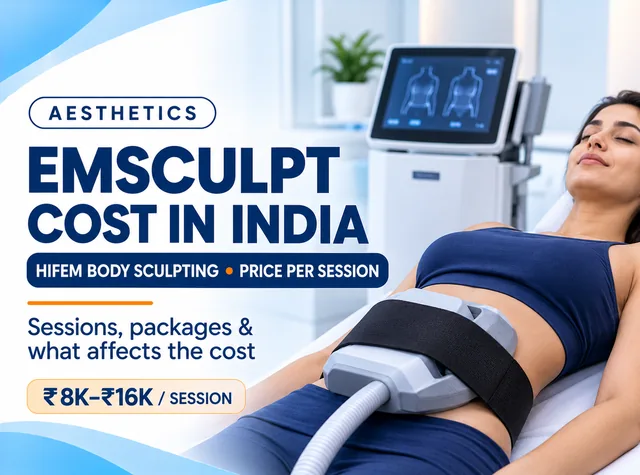 AESTHETICS
EMSCULPT
COST IN INDIA
HIFEM BODY SCULPTING • PRICE PER SESSION
Sessions, packages &
what affects the cost
₹8K–₹16K / SESSION